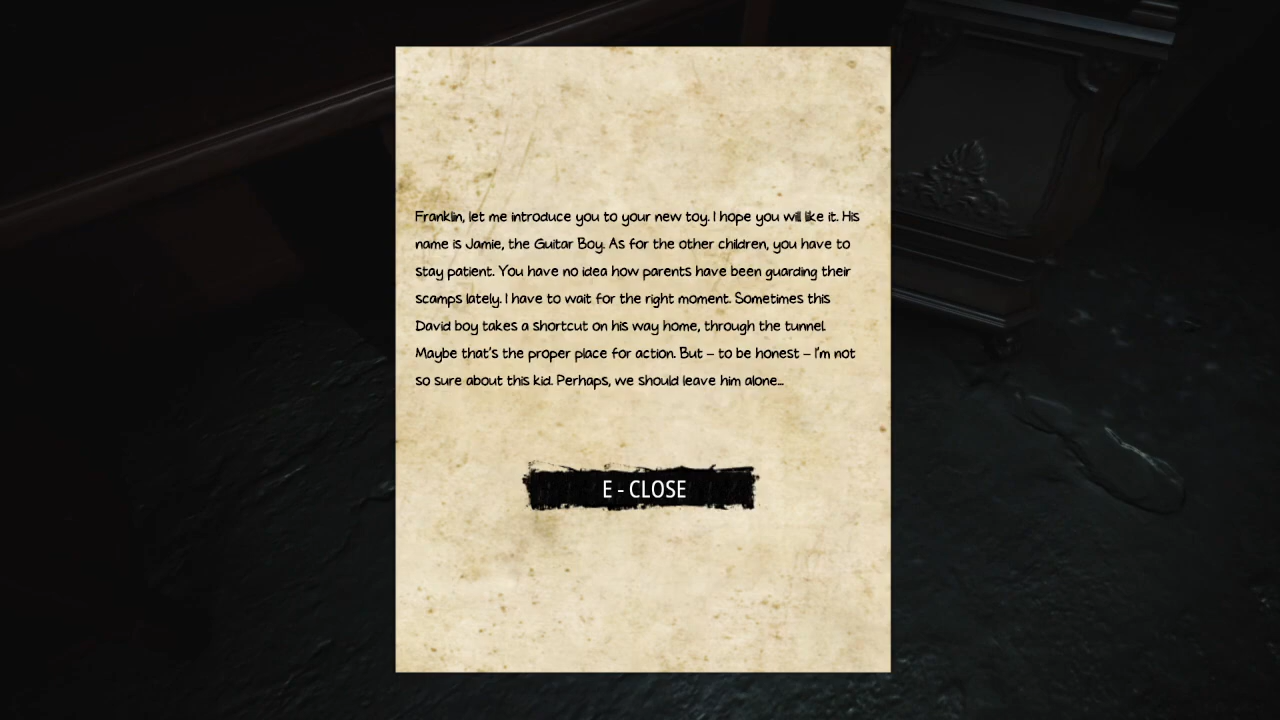 Franklin, let me introduce you to your new toy. I hope you will like it. His
name is Jamie, the Guitar Boy. As for the other children, you have to
stay patient. You have no idea how parents have been guarding their
scamps lately. I have to wait for the right moment. Sometimes this
David boy takes a shortcut on his way home, through the tunnel.
Maybe that's the proper place for action. But – to be honest – I'm not
so sure about this kid. Perhaps, we should leave him alone...
E - CLOSE